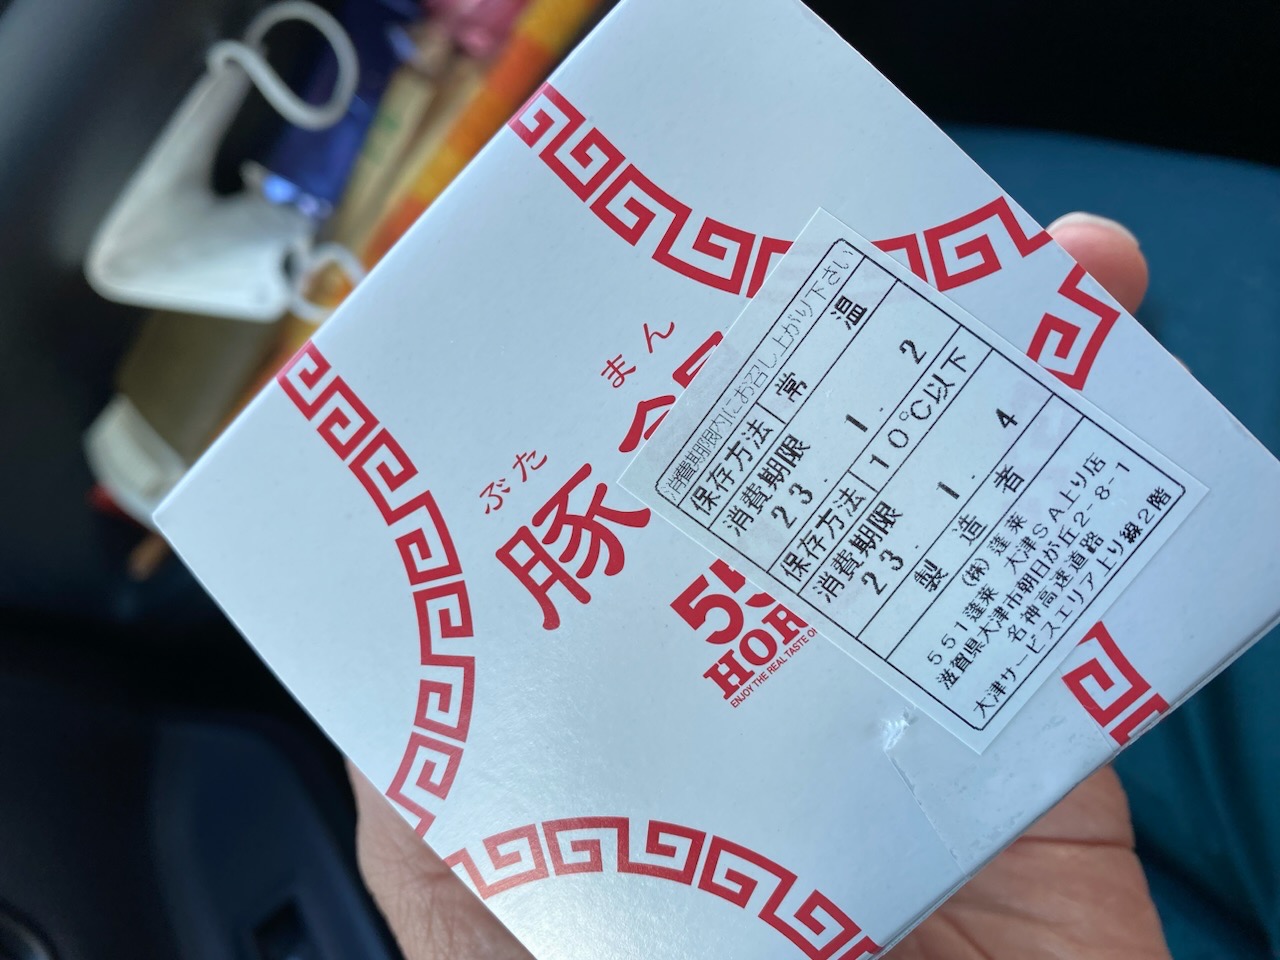 ぶた まん
豚
55
HOR
ENJOY THE REAL TASTE O
消費期限内にお召し上がり下さい
保存方法 常 温
消費期限
23. 1. 2
保存方法 10℃以下
消費期限
23. 1. 4
製 造 者
(株) 蓬 莱
551蓬莱 大津SA上り店
滋賀県大津市朝日が丘2-8-1
名神高速道路
大津サービスエリア上り線2階